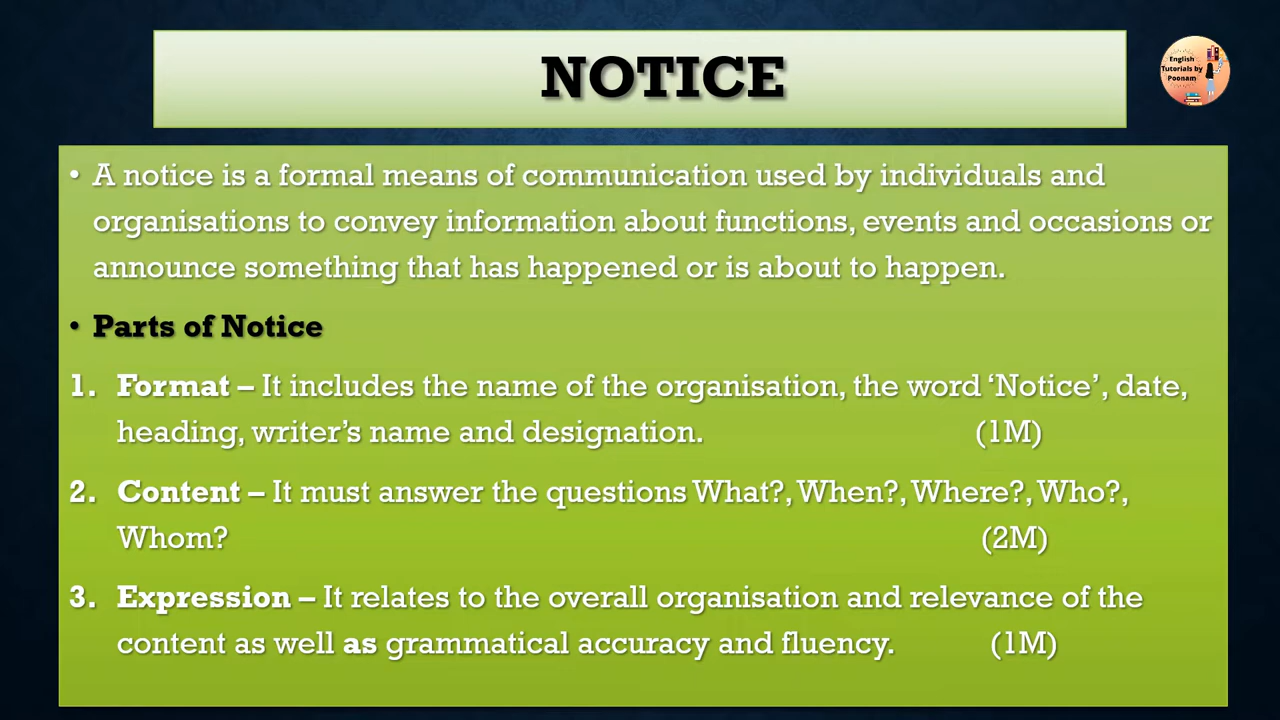 NOTICE
English
Tutorials by
Poonam
• A notice is a formal means of communication used by individuals and
organisations to convey information about functions, events and occasions or
announce something that has happened or is about to happen.
• Parts of Notice
1. Format – It includes the name of the organisation, the word ‘Notice’, date,
heading, writer’s name and designation. (1M)
2. Content – It must answer the questions What?, When?, Where?, Who?,
Whom? (2M)
3. Expression – It relates to the overall organisation and relevance of the
content as well as grammatical accuracy and fluency. (1M)